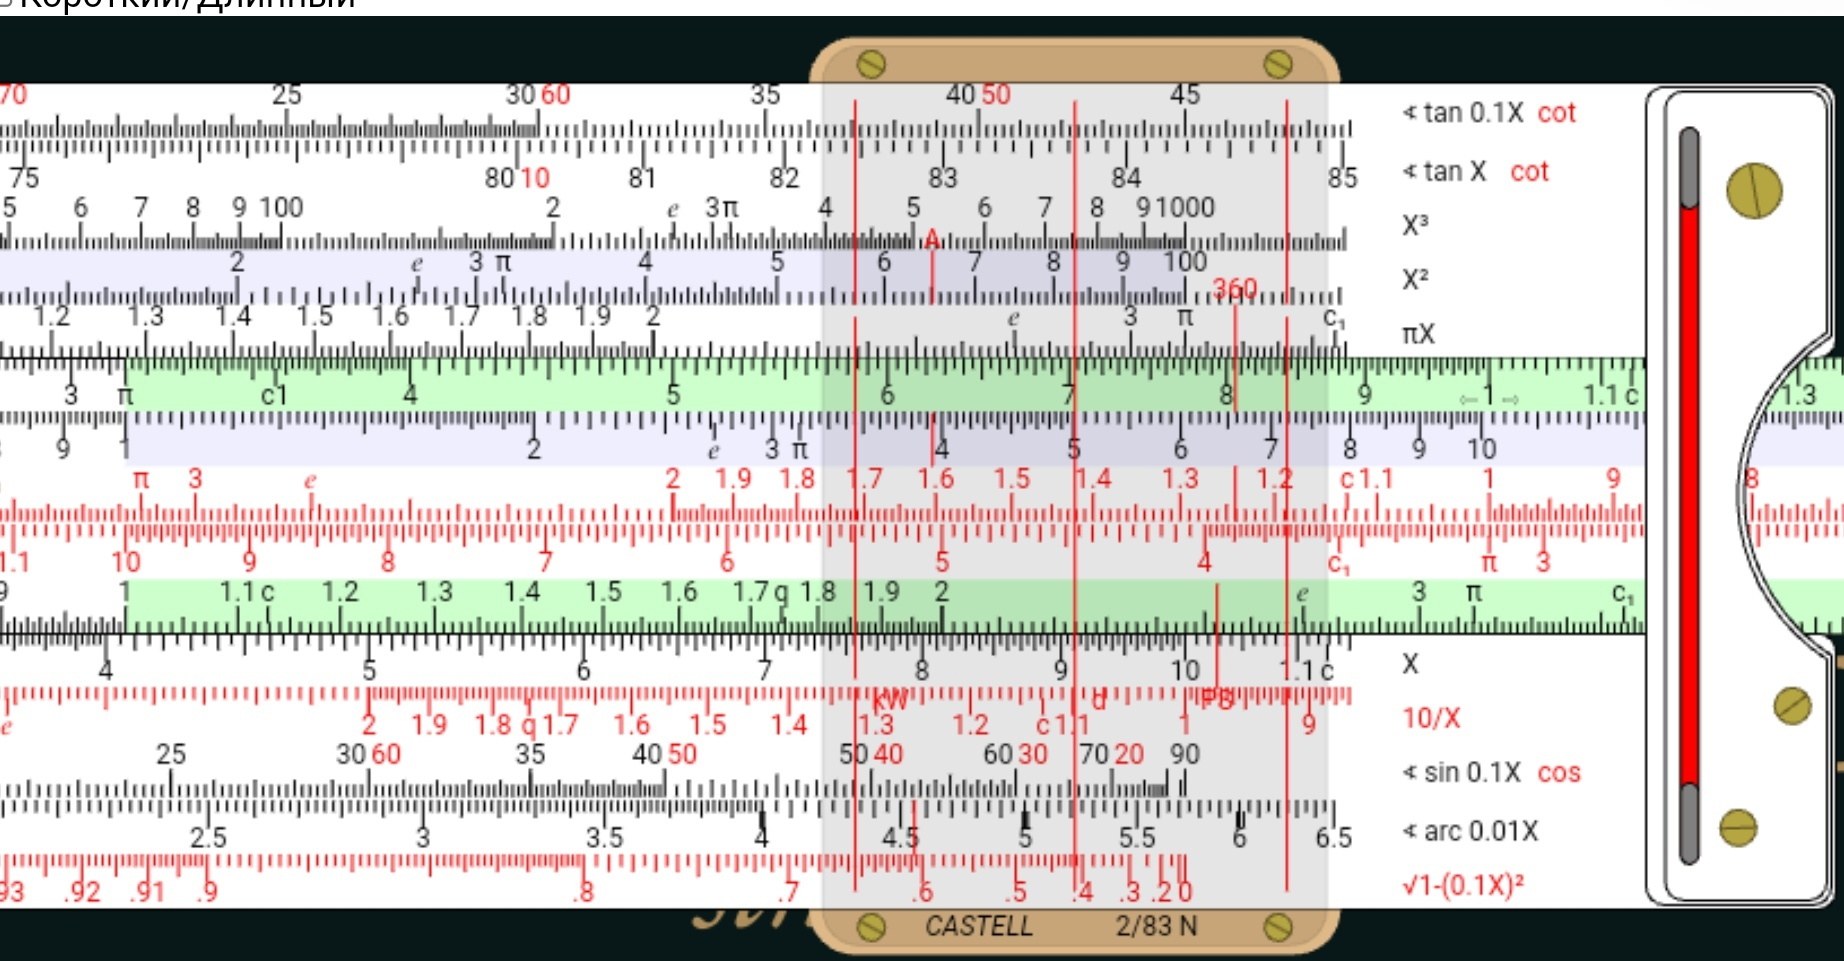 Короткий/Длинный
70 25 30 60 35 40 50 45 ∢ tan 0.1X cot
75 80 10 81 82 83 84 85 ∢ tan X cot
5 6 7 8 9 100 2 e 3 π 4 5 6 7 8 9 1000 X³
A
2 e 3 π 4 5 6 7 8 9 100 X²
360
1.2 1.3 1.4 1.5 1.6 1.7 1.8 1.9 2 e 3 π c₁ πX
3 π c1 4 5 6 7 8 9 ←1→ 1.1 c 1.3
9 1 2 e 3 π 4 5 6 7 8 9 10
π 3 e 2 1.9 1.8 1.7 1.6 1.5 1.4 1.3 1.2 c 1.1 1 9 8
1.1 10 9 8 7 6 5 4 c₁ π 3
9 1 1.1 c 1.2 1.3 1.4 1.5 1.6 1.7 q 1.8 1.9 2 e 3 π c₁
4 5 6 7 8 9 10 1.1 c X
kW d PS
e 2 1.9 1.8 q 1.7 1.6 1.5 1.4 1.3 1.2 c 1.1 1 9 10/X
25 30 60 35 40 50 50 40 60 30 70 20 90 ∢ sin 0.1X cos
2.5 3 3.5 4 4.5 5 5.5 6 6.5 ∢ arc 0.01X
93 .92 .91 .9 .8 .7 .6 .5 .4 .3 .2 0 √1-(0.1X)²
CASTELL 2/83 N